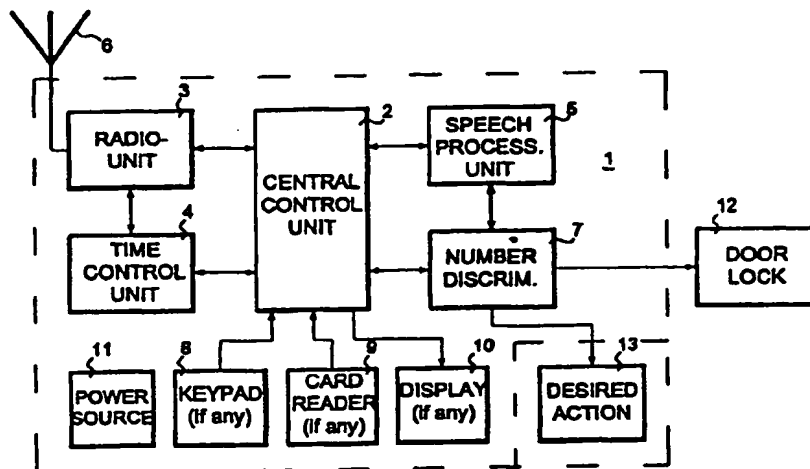 6
3
RADIO-
UNIT
2
CENTRAL
CONTROL
UNIT
5
SPEECH
PROCESS.
UNIT
1
4
TIME
CONTROL
UNIT
7
NUMBER
DISCRIM.
12
DOOR
LOCK
11
POWER
SOURCE
8
KEYPAD
(if any)
9
CARD
READER
(if any)
10
DISPLAY
(if any)
13
DESIRED
ACTION